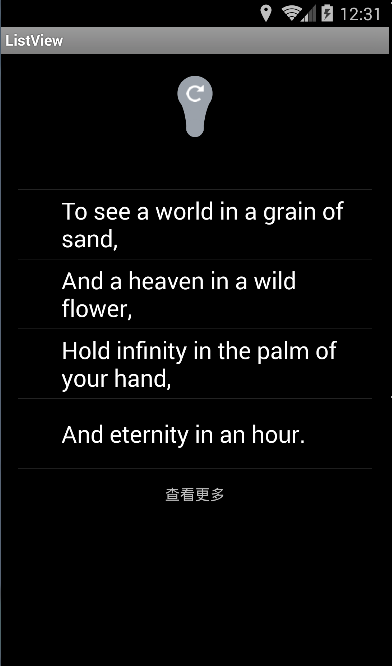 12:31
ListView
To see a world in a grain of
sand,
And a heaven in a wild
flower,
Hold infinity in the palm of
your hand,
And eternity in an hour.
查看更多